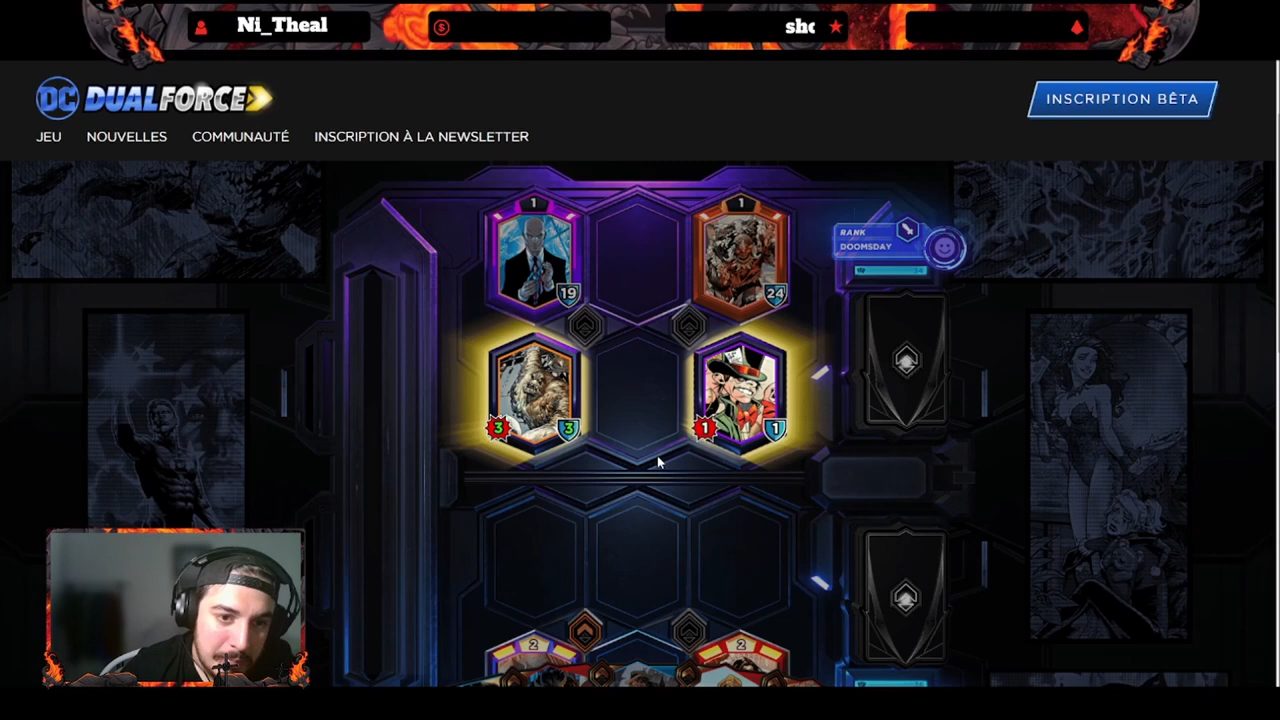 Ni_Theal
shc
DC DUALFORCE
INSCRIPTION BÊTA
JEU NOUVELLES COMMUNAUTÉ INSCRIPTION À LA NEWSLETTER
1 1
RANK
DOOMSDAY
19 24
3 3 1 1
2 2